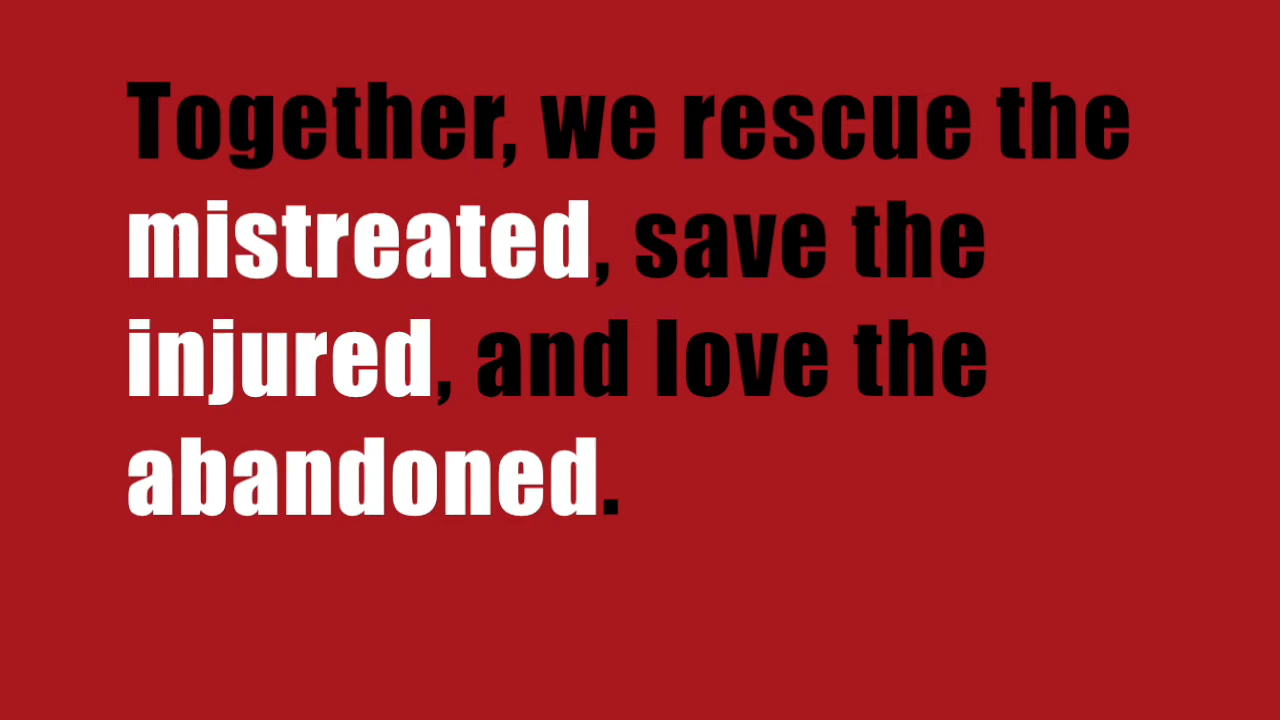 Together, we rescue the
mistreated, save the
injured, and love the
abandoned.